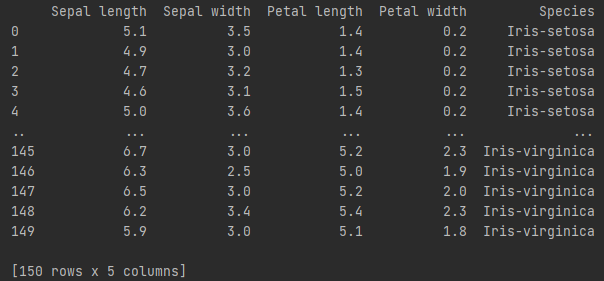 Sepal length Sepal width Petal length Petal width Species
0 5.1 3.5 1.4 0.2 Iris-setosa
1 4.9 3.0 1.4 0.2 Iris-setosa
2 4.7 3.2 1.3 0.2 Iris-setosa
3 4.6 3.1 1.5 0.2 Iris-setosa
4 5.0 3.6 1.4 0.2 Iris-setosa
.. ... ... ... ... ...
145 6.7 3.0 5.2 2.3 Iris-virginica
146 6.3 2.5 5.0 1.9 Iris-virginica
147 6.5 3.0 5.2 2.0 Iris-virginica
148 6.2 3.4 5.4 2.3 Iris-virginica
149 5.9 3.0 5.1 1.8 Iris-virginica
[150 rows x 5 columns]